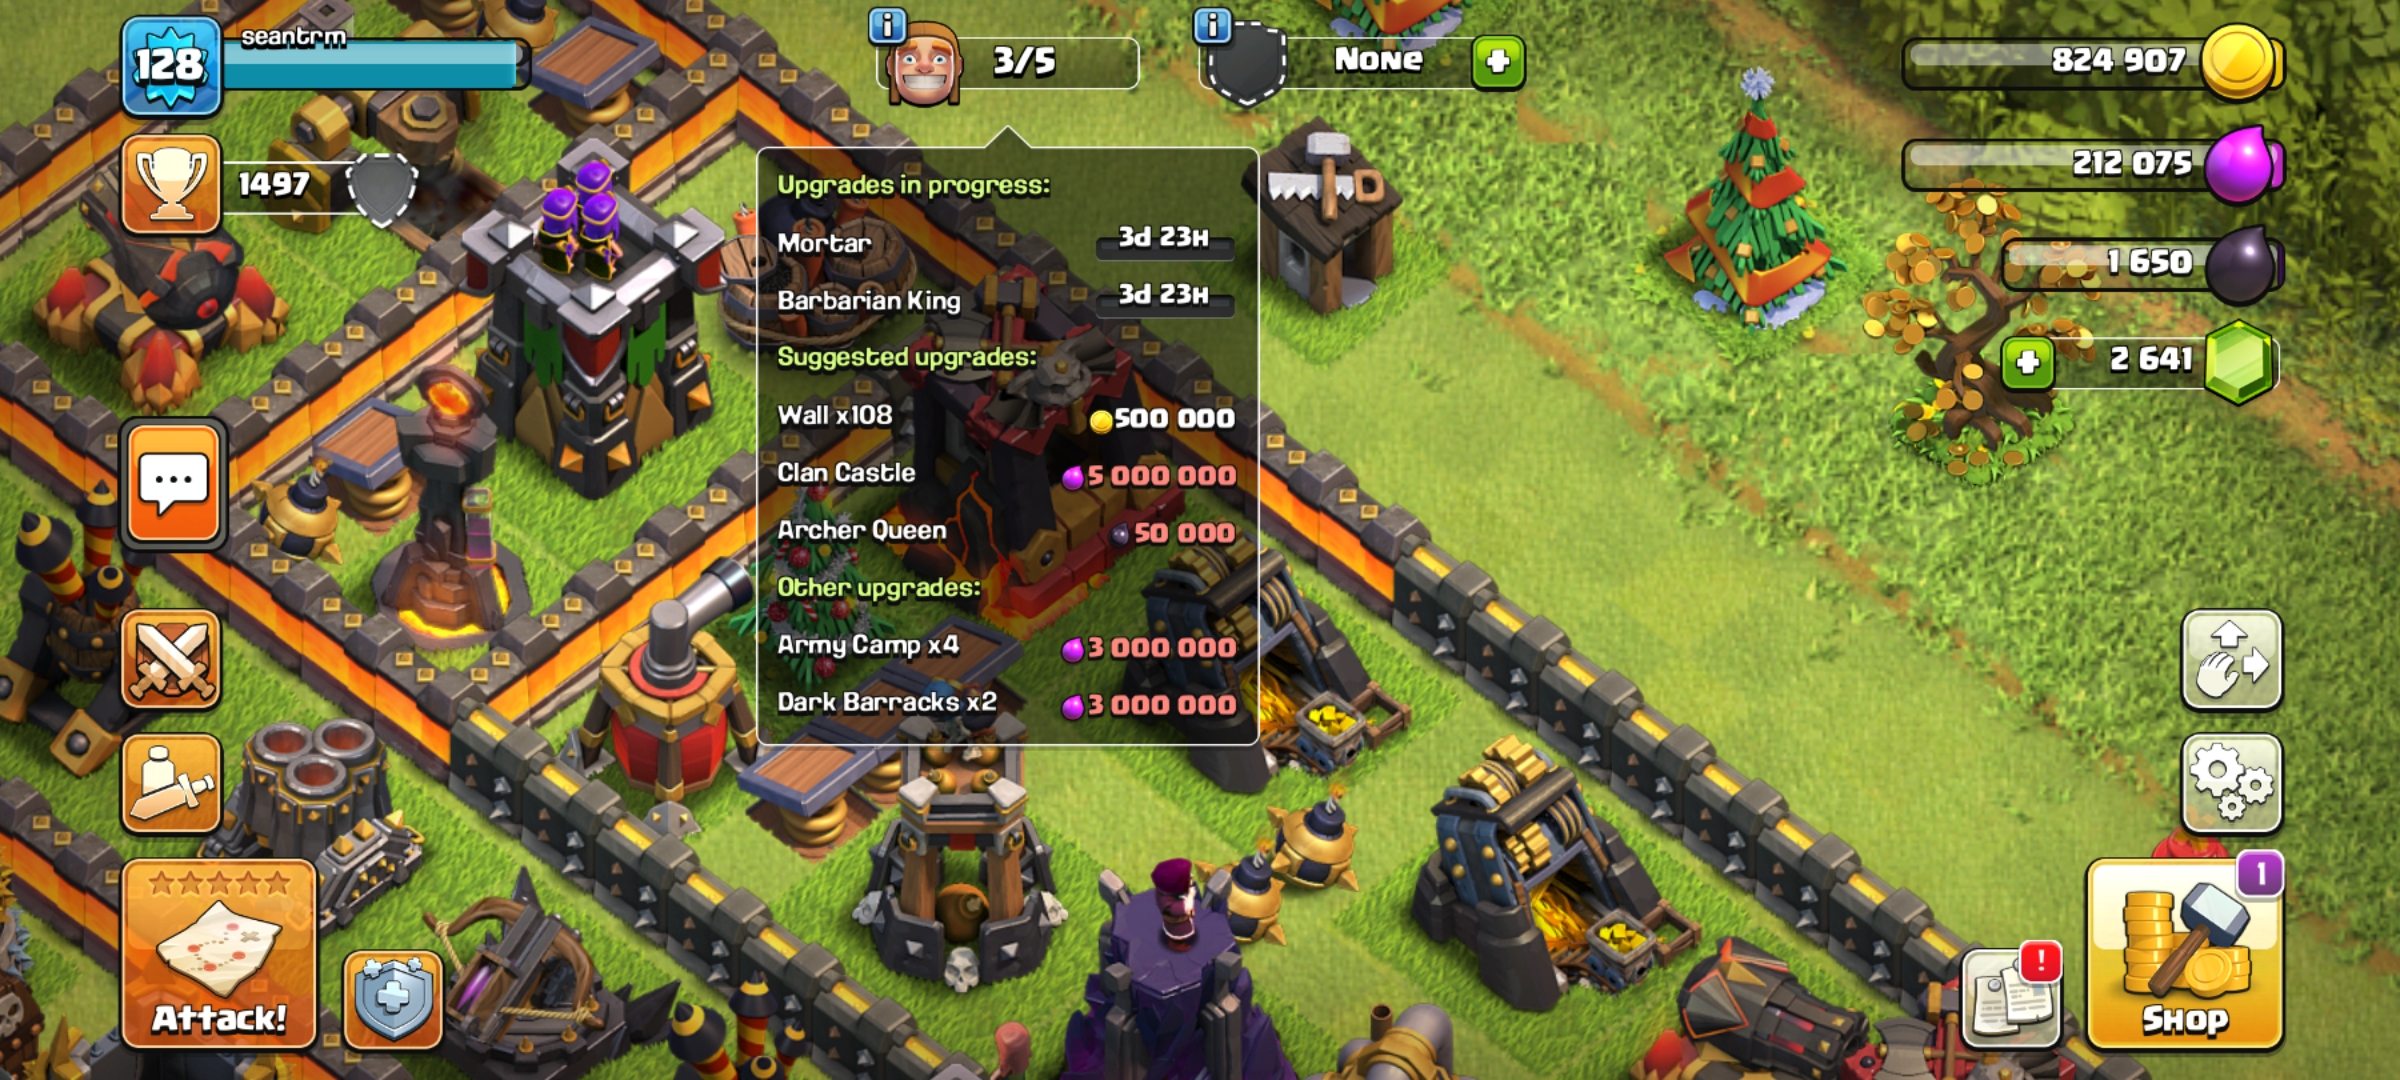 128
seantrm
3/5
None
824 907
1497
212 075
1 650
2 641
Upgrades in progress:
Mortar 3d 23H
Barbarian King 3d 23H
Suggested upgrades:
Wall x108 500 000
Clan Castle 5 000 000
Archer Queen 50 000
Other upgrades:
Army Camp x4 3 000 000
Dark Barracks x2 3 000 000
Attack!
!
1
Shop